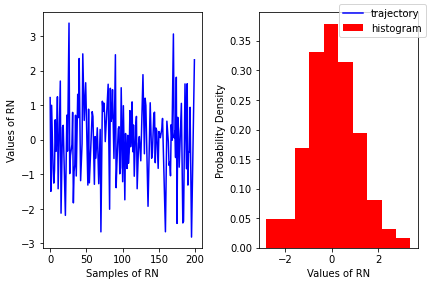 trajectory
histogram
Values of RN
3
2
1
0
−1
−2
−3
0 50 100 150 200
Samples of RN
Probability Density
0.35
0.30
0.25
0.20
0.15
0.10
0.05
0.00
−2 0 2
Values of RN